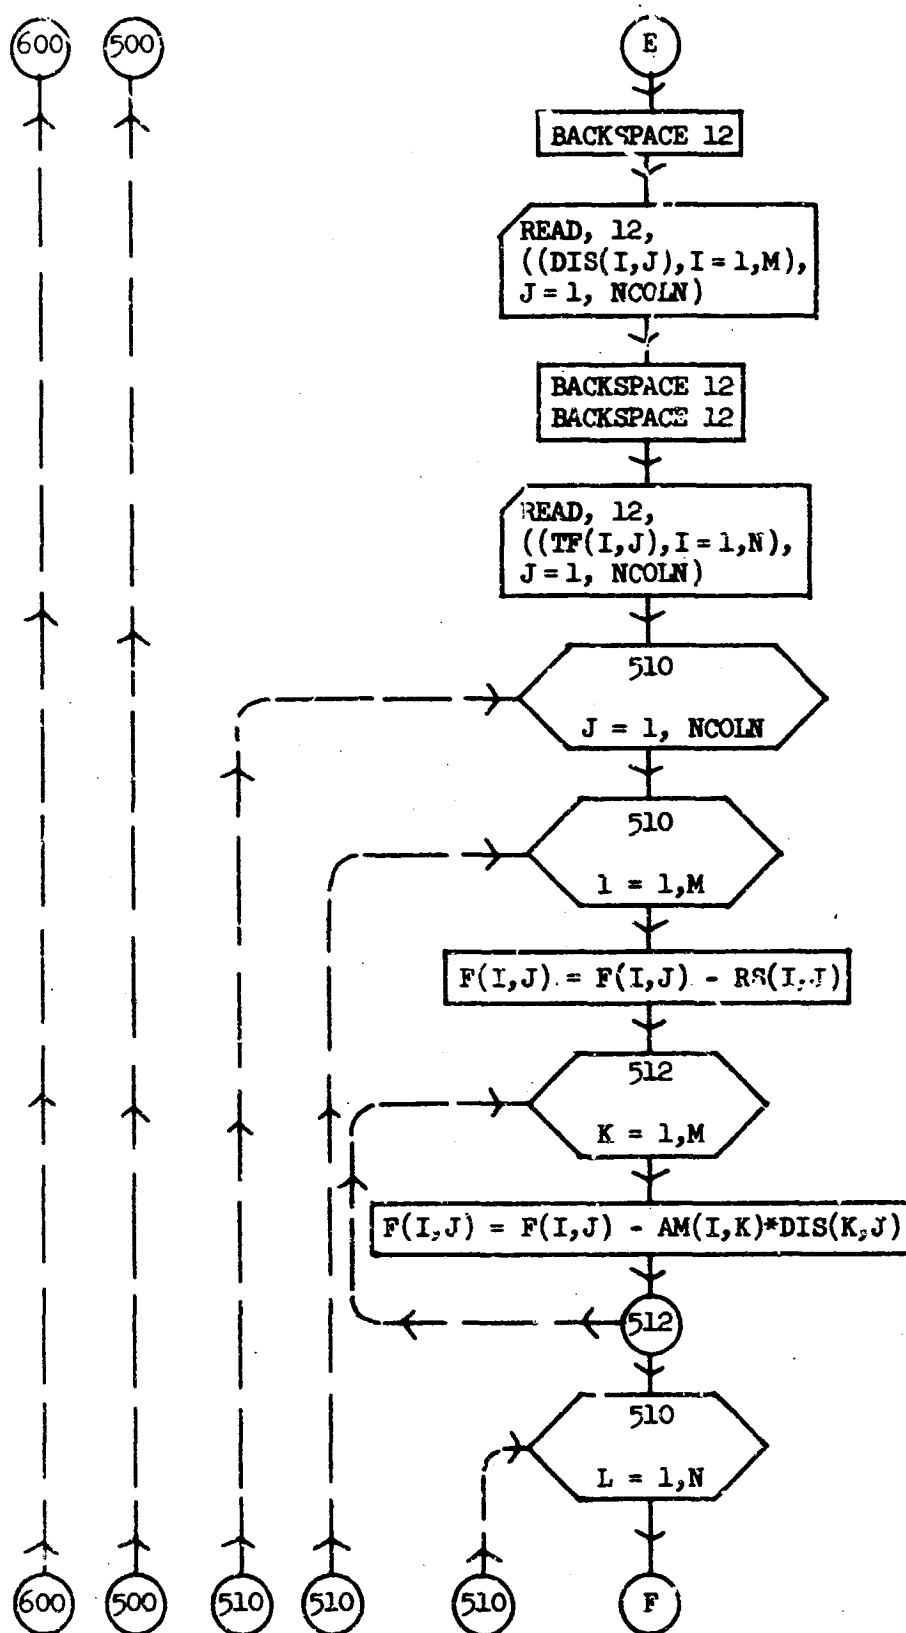 600 500 E
BACKSPACE 12
READ, 12,
((DIS(I,J),I=1,M),
J=1, NCOLN)
BACKSPACE 12
BACKSPACE 12
READ, 12,
((TF(I,J),I=1,N),
J=1, NCOLN)
510
J = 1, NCOLN
510
1 = 1,M
F(I,J) = F(I,J) - RS(I,J)
512
K = 1,M
F(I,J) = F(I,J) - AM(I,K)*DIS(K,J)
512
510
L = 1,N
600 500 510 510 510 F